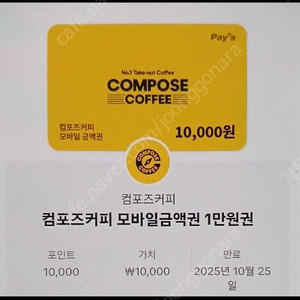 Pay's
No.1 Take-out Coffee
COMPOSE
COFFEE
컴포즈커피
모바일 금액권
10,000원
COMPOSE
COFFEE
컴포즈커피
컴포즈커피 모바일금액권 1만원권
포인트 가치 만료
10,000 ₩10,000 2025년 10월 25
일